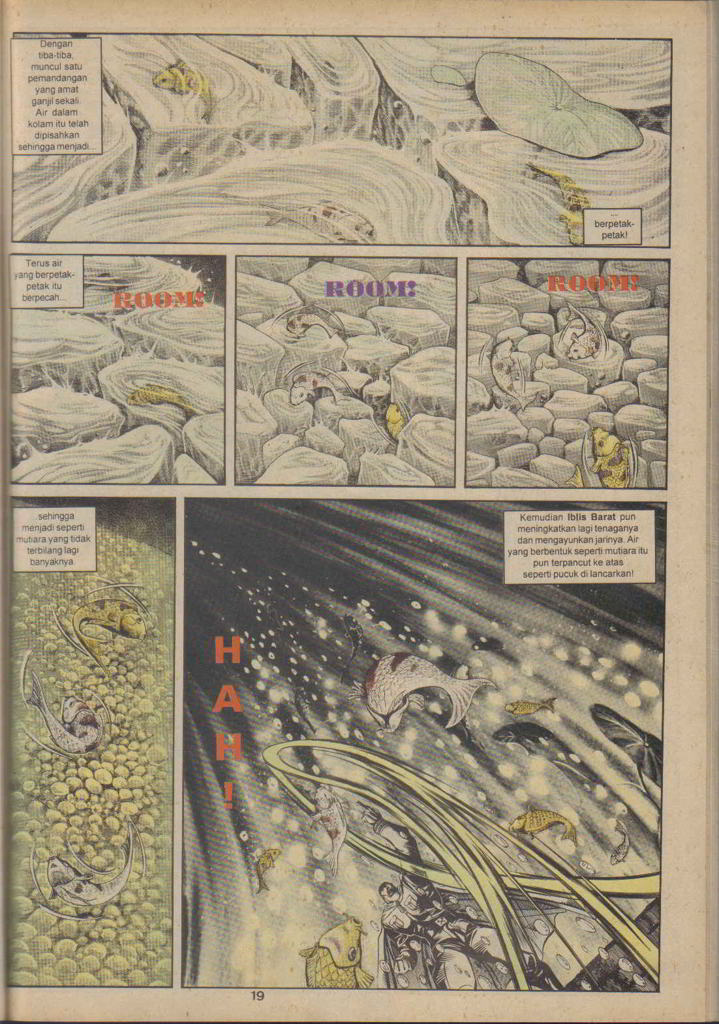 Dengan
tiba-tiba,
muncul satu
pemandangan
yang amat
ganjil sekali.
Air dalam
kolam itu telah
dipisahkan
sehingga menjadi...
...
berpetak-
petak!
Terus air
yang berpetak-
petak itu
berpecah...
ROOM!
ROOM!
ROOM!
..sehingga
menjadi seperti
mutiara yang tidak
terbilang lagi
banyaknya.
Kemudian Iblis Barat pun
meningkatkan lagi tenaganya
dan mengayunkan jarinya. Air
yang berbentuk seperti mutiara itu
pun terpancut ke atas
seperti pucuk di lancarkan!
HAH!
19